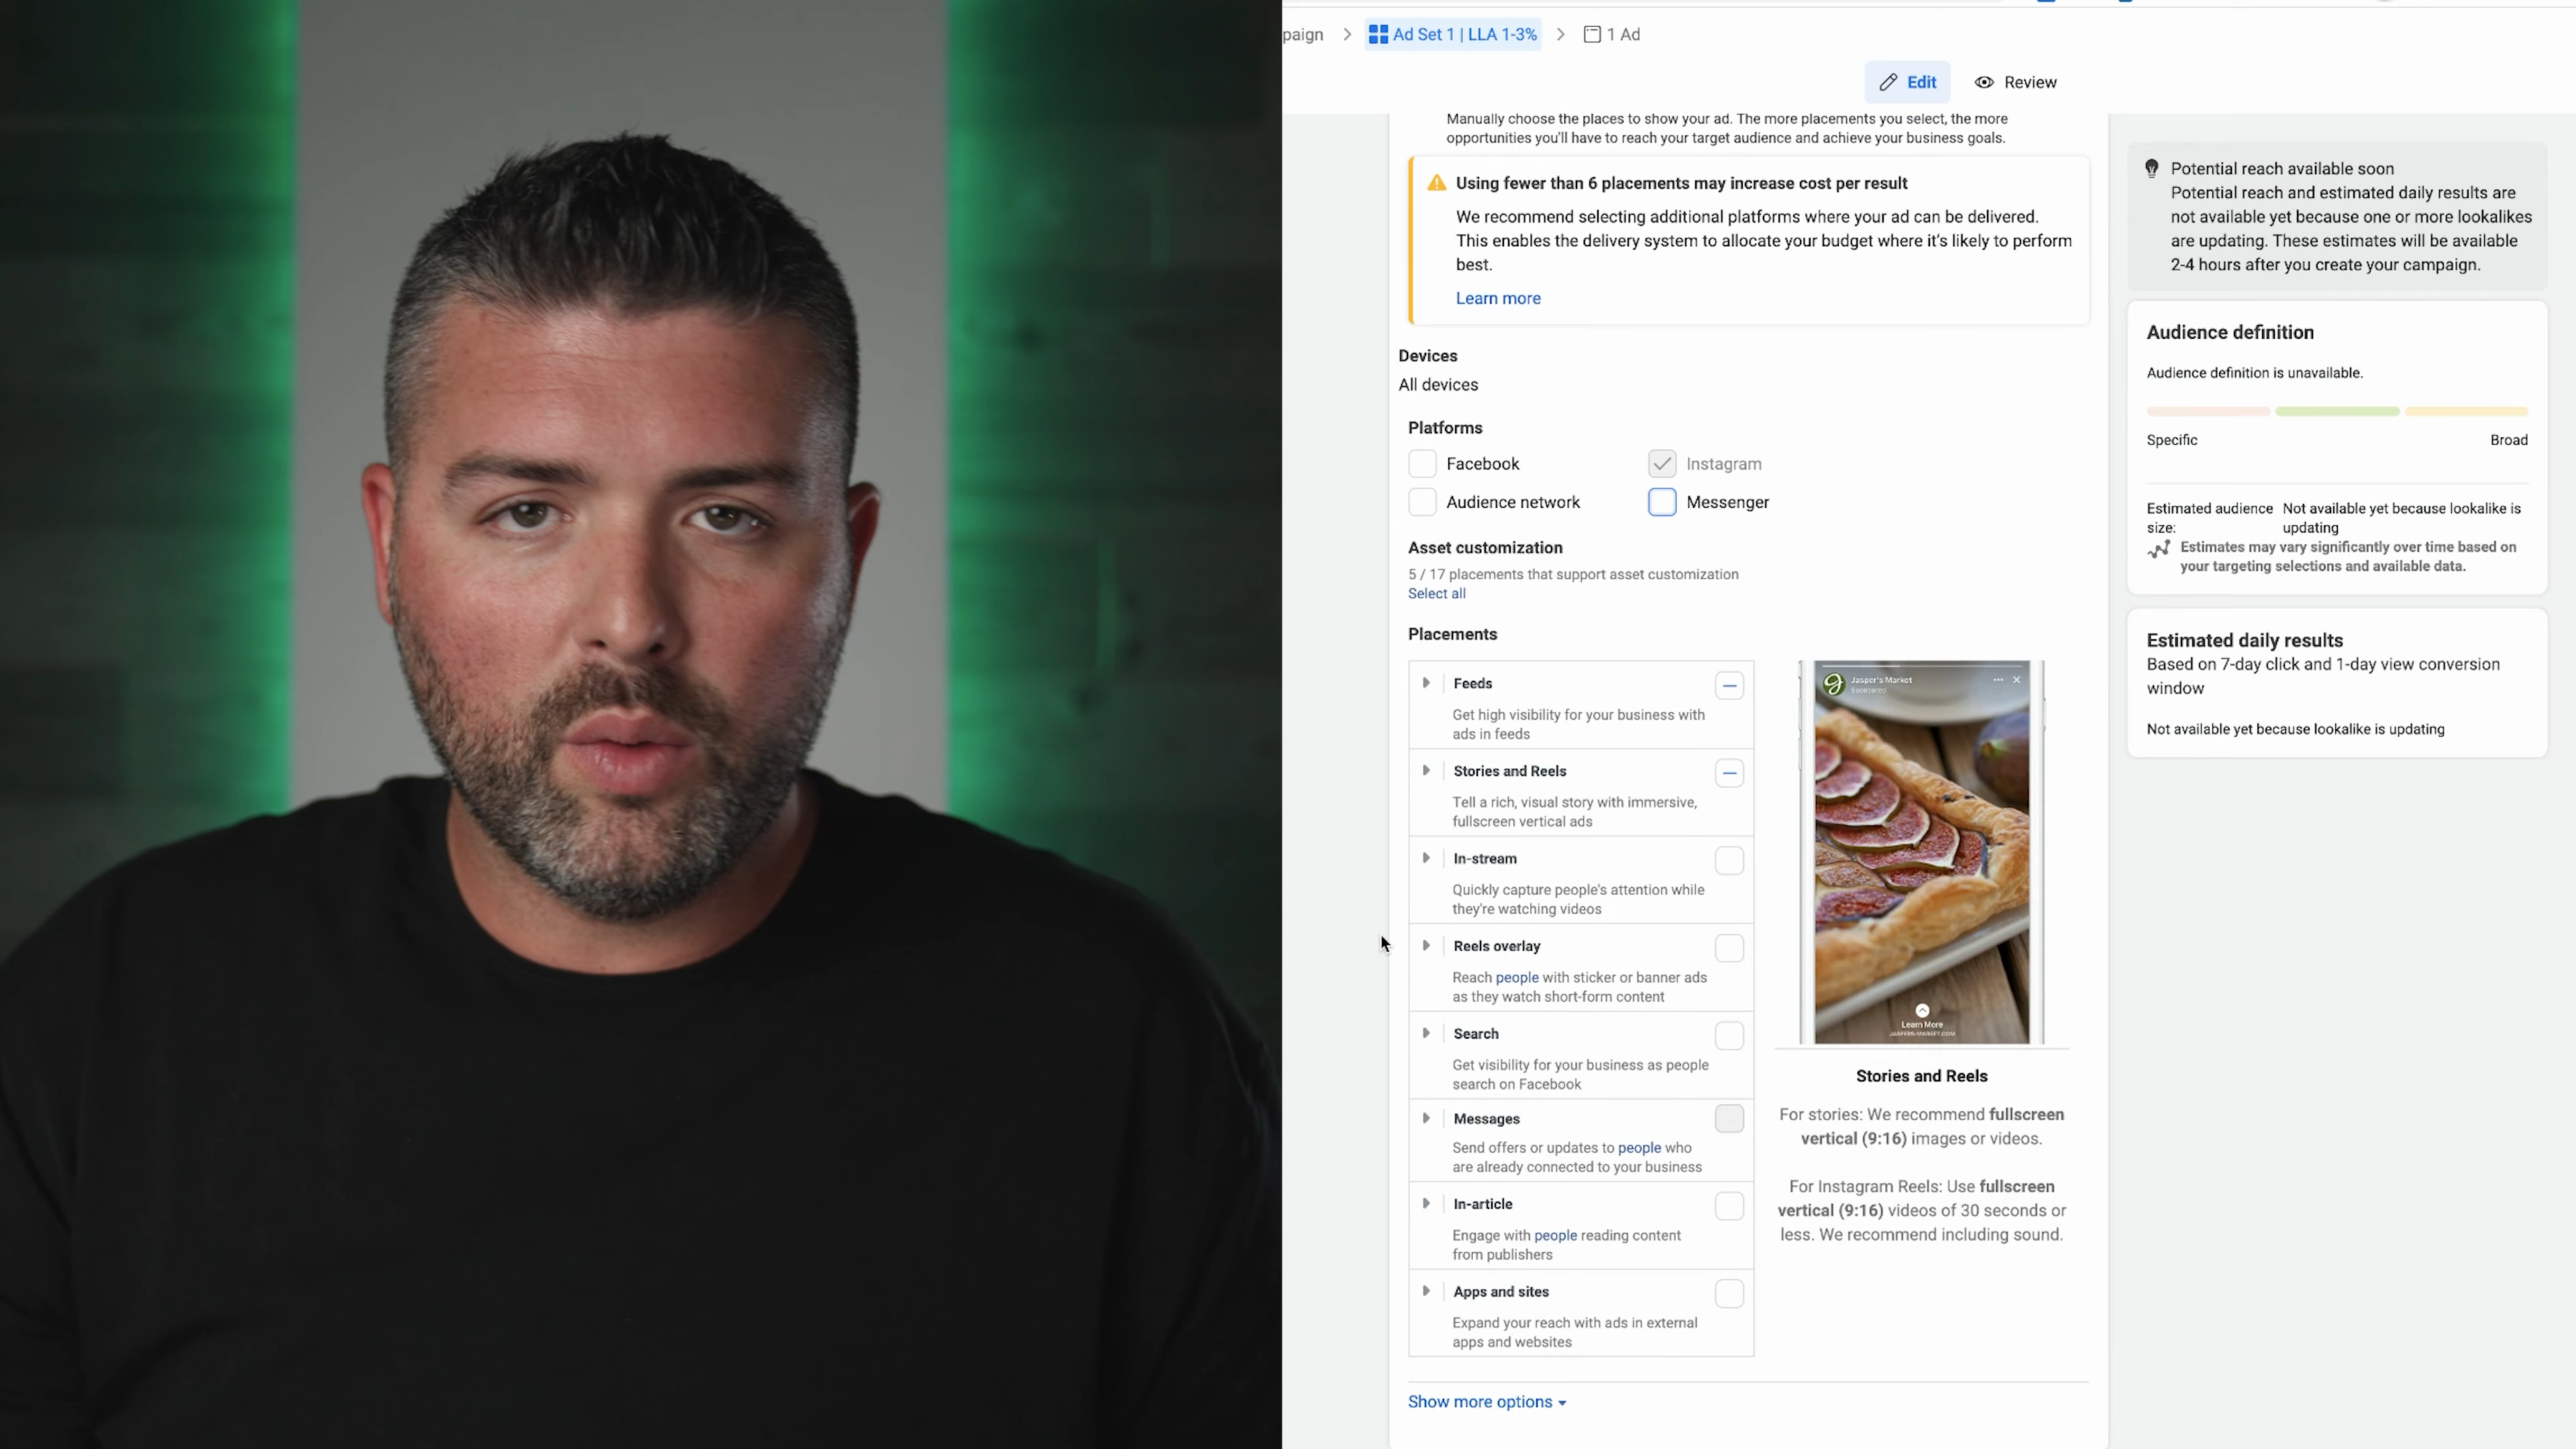 paign
Ad Set 1 | LLA 1-3%
1 Ad
Edit
Review
Manually choose the places to show your ad. The more placements you select, the more
opportunities you'll have to reach your target audience and achieve your business goals.
Using fewer than 6 placements may increase cost per result
We recommend selecting additional platforms where your ad can be delivered.
This enables the delivery system to allocate your budget where it's likely to perform
best.
Learn more
Devices
All devices
Platforms
Facebook
Instagram
Audience network
Messenger
Asset customization
5 / 17 placements that support asset customization
Select all
Placements
Feeds
Get high visibility for your business with
ads in feeds
Stories and Reels
Tell a rich, visual story with immersive,
fullscreen vertical ads
In-stream
Quickly capture people's attention while
they're watching videos
Reels overlay
Reach people with sticker or banner ads
as they watch short-form content
Search
Get visibility for your business as people
search on Facebook
Messages
Send offers or updates to people who
are already connected to your business
In-article
Engage with people reading content
from publishers
Apps and sites
Expand your reach with ads in external
apps and websites
Show more options
Jasper's Market
Sponsored
Learn More
JASPERS-MARKET.COM
Stories and Reels
For stories: We recommend fullscreen
vertical (9:16) images or videos.
For Instagram Reels: Use fullscreen
vertical (9:16) videos of 30 seconds or
less. We recommend including sound.
Potential reach available soon
Potential reach and estimated daily results are
not available yet because one or more lookalikes
are updating. These estimates will be available
2-4 hours after you create your campaign.
Audience definition
Audience definition is unavailable.
Specific
Broad
Estimated audience
size:
Not available yet because lookalike is
updating
Estimates may vary significantly over time based on
your targeting selections and available data.
Estimated daily results
Based on 7-day click and 1-day view conversion
window
Not available yet because lookalike is updating